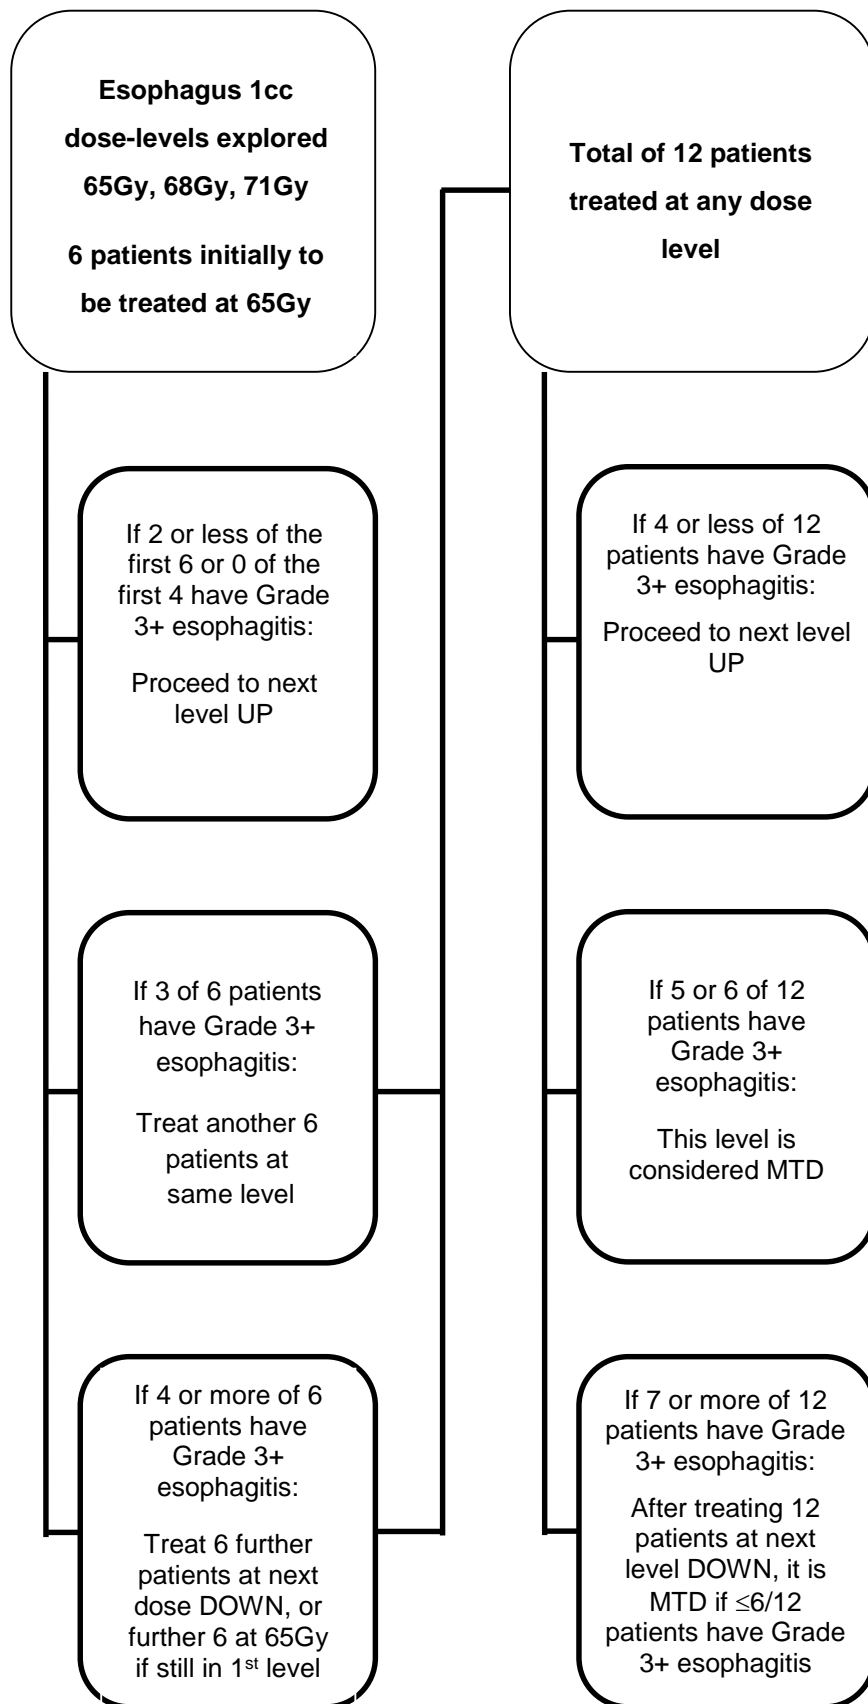 Esophagus 1cc
dose-levels explored
65Gy, 68Gy, 71Gy
6 patients initially to
be treated at 65Gy
If 2 or less of the
first 6 or 0 of the
first 4 have Grade
3+ esophagitis:
Proceed to next
level UP
If 3 of 6 patients
have Grade 3+
esophagitis:
Treat another 6
patients at
same level
If 4 or more of 6
patients have
Grade 3+
esophagitis:
Treat 6 further
patients at next
dose DOWN, or
further 6 at 65Gy
if still in 1st level
Total of 12 patients
treated at any dose
level
If 4 or less of 12
patients have Grade
3+ esophagitis:
Proceed to next level
UP
If 5 or 6 of 12
patients have
Grade 3+
esophagitis:
This level is
considered MTD
If 7 or more of 12
patients have Grade
3+ esophagitis:
After treating 12
patients at next
level DOWN, it is
MTD if ≤6/12
patients have Grade
3+ esophagitis